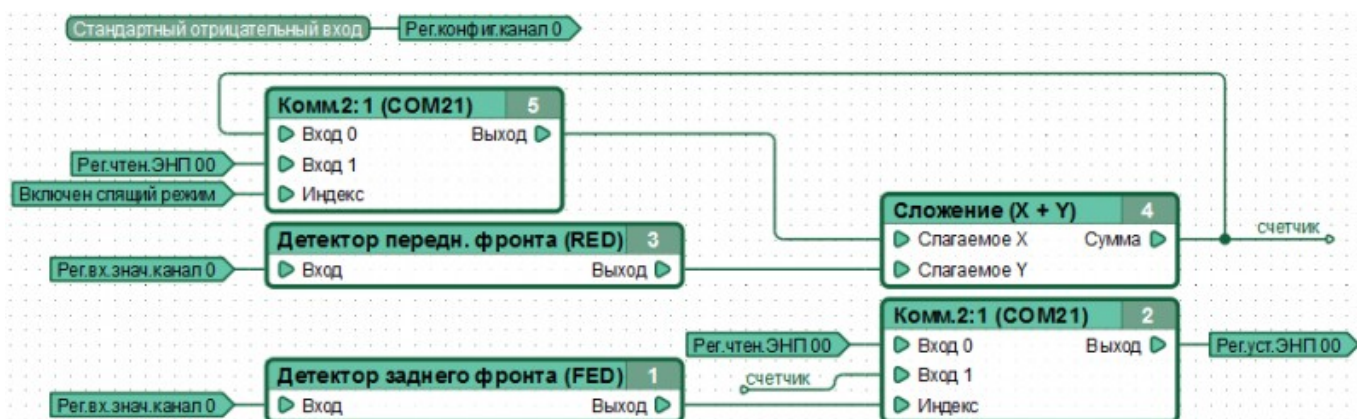 Стандартный отрицательный вход
Рег.конфиг.канал 0
Комм.2:1 (COM21) 5
Вход 0 Выход
Рег.чтен.ЭНП 00 Вход 1
Включен спящий режим Индекс
Сложение (X + Y) 4
Слагаемое X Сумма
счетчик
Слагаемое Y
Детектор передн. фронта (RED) 3
Рег.вх.знач.канал 0 Вход Выход
Комм.2:1 (COM21) 2
Рег.чтен.ЭНП 00 Вход 0 Выход Рег.уст.ЭНП 00
счетчик Вход 1
Индекс
Детектор заднего фронта (FED) 1
Рег.вх.знач.канал 0 Вход Выход